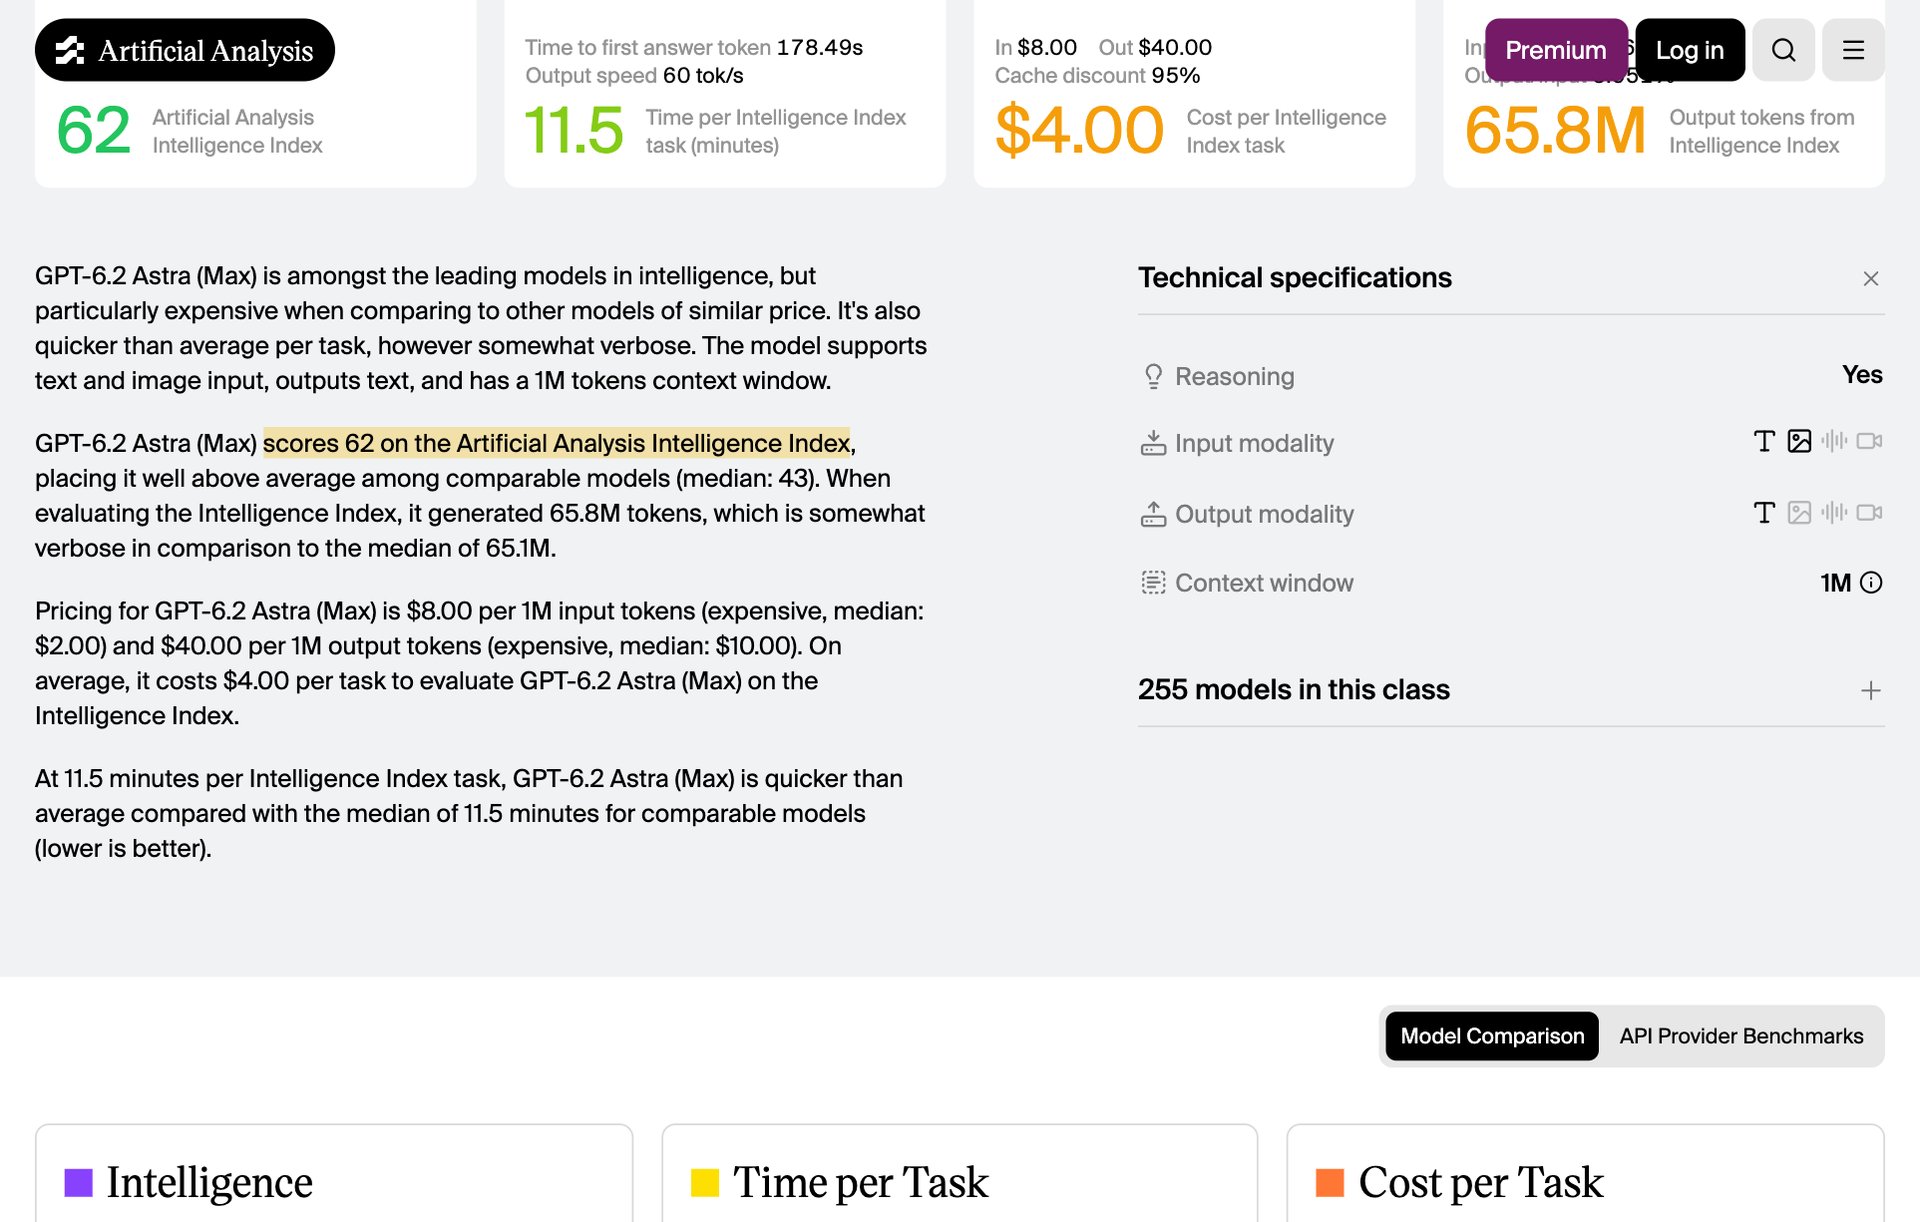 Artificial Analysis
Premium
Log in
62
Artificial Analysis
Intelligence Index
Time to first answer token 178.49s
Output speed 60 tok/s
11.5
Time per Intelligence Index
task (minutes)
In $8.00 Out $40.00
Cache discount 95%
$4.00
Cost per Intelligence
Index task
65.8M
Output tokens from
Intelligence Index
GPT-6.2 Astra (Max) is amongst the leading models in intelligence, but
particularly expensive when comparing to other models of similar price. It's also
quicker than average per task, however somewhat verbose. The model supports
text and image input, outputs text, and has a 1M tokens context window.
GPT-6.2 Astra (Max) scores 62 on the Artificial Analysis Intelligence Index,
placing it well above average among comparable models (median: 43). When
evaluating the Intelligence Index, it generated 65.8M tokens, which is somewhat
verbose in comparison to the median of 65.1M.
Pricing for GPT-6.2 Astra (Max) is $8.00 per 1M input tokens (expensive, median:
$2.00) and $40.00 per 1M output tokens (expensive, median: $10.00). On
average, it costs $4.00 per task to evaluate GPT-6.2 Astra (Max) on the
Intelligence Index.
At 11.5 minutes per Intelligence Index task, GPT-6.2 Astra (Max) is quicker than
average compared with the median of 11.5 minutes for comparable models
(lower is better).
Technical specifications
Reasoning
Yes
Input modality
Output modality
Context window
1M
255 models in this class
Model Comparison
API Provider Benchmarks
Intelligence
Time per Task
Cost per Task